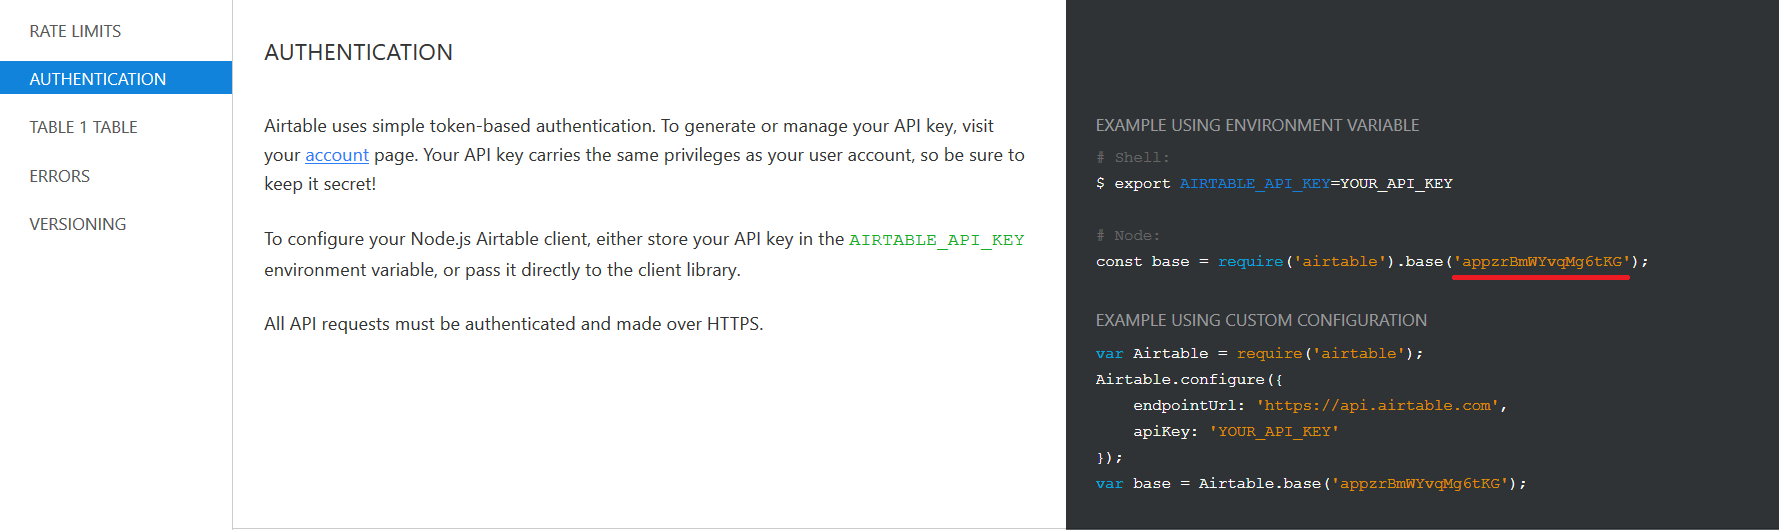 RATE LIMITS
AUTHENTICATION
TABLE 1 TABLE
ERRORS
VERSIONING
AUTHENTICATION
Airtable uses simple token-based authentication. To generate or manage your API key, visit
your account page. Your API key carries the same privileges as your user account, so be sure to
keep it secret!
To configure your Node.js Airtable client, either store your API key in the AIRTABLE_API_KEY
environment variable, or pass it directly to the client library.
All API requests must be authenticated and made over HTTPS.
EXAMPLE USING ENVIRONMENT VARIABLE
# Shell:
$ export AIRTABLE_API_KEY=YOUR_API_KEY
# Node:
const base = require('airtable').base('appzrBmWYvqMg6tKG');
EXAMPLE USING CUSTOM CONFIGURATION
var Airtable = require('airtable');
Airtable.configure({
    endpointUrl: 'https://api.airtable.com',
    apiKey: 'YOUR_API_KEY'
});
var base = Airtable.base('appzrBmWYvqMg6tKG');